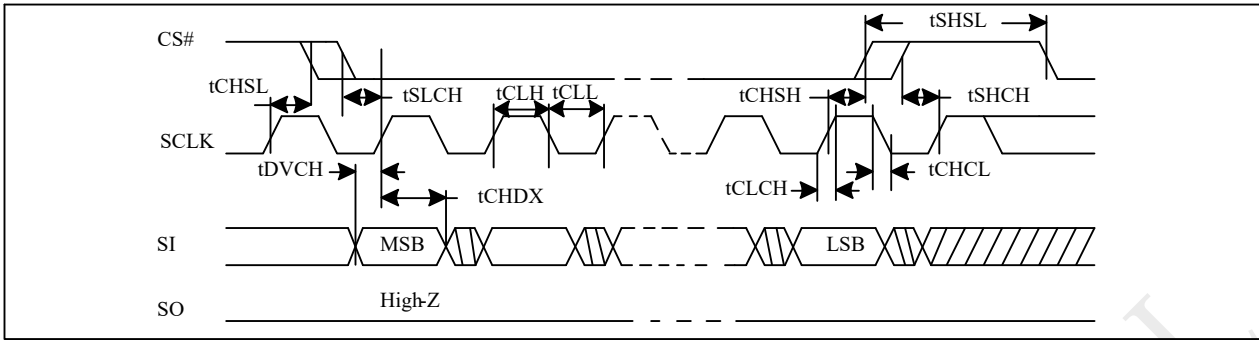 tSHSL
CS#
tCHSL
tSLCH
tCLH
tCLL
tCHSH
tSHCH
SCLK
tDVCH
tCHDX
tCLCH
tCHCL
SI
MSB
LSB
High-Z
SO